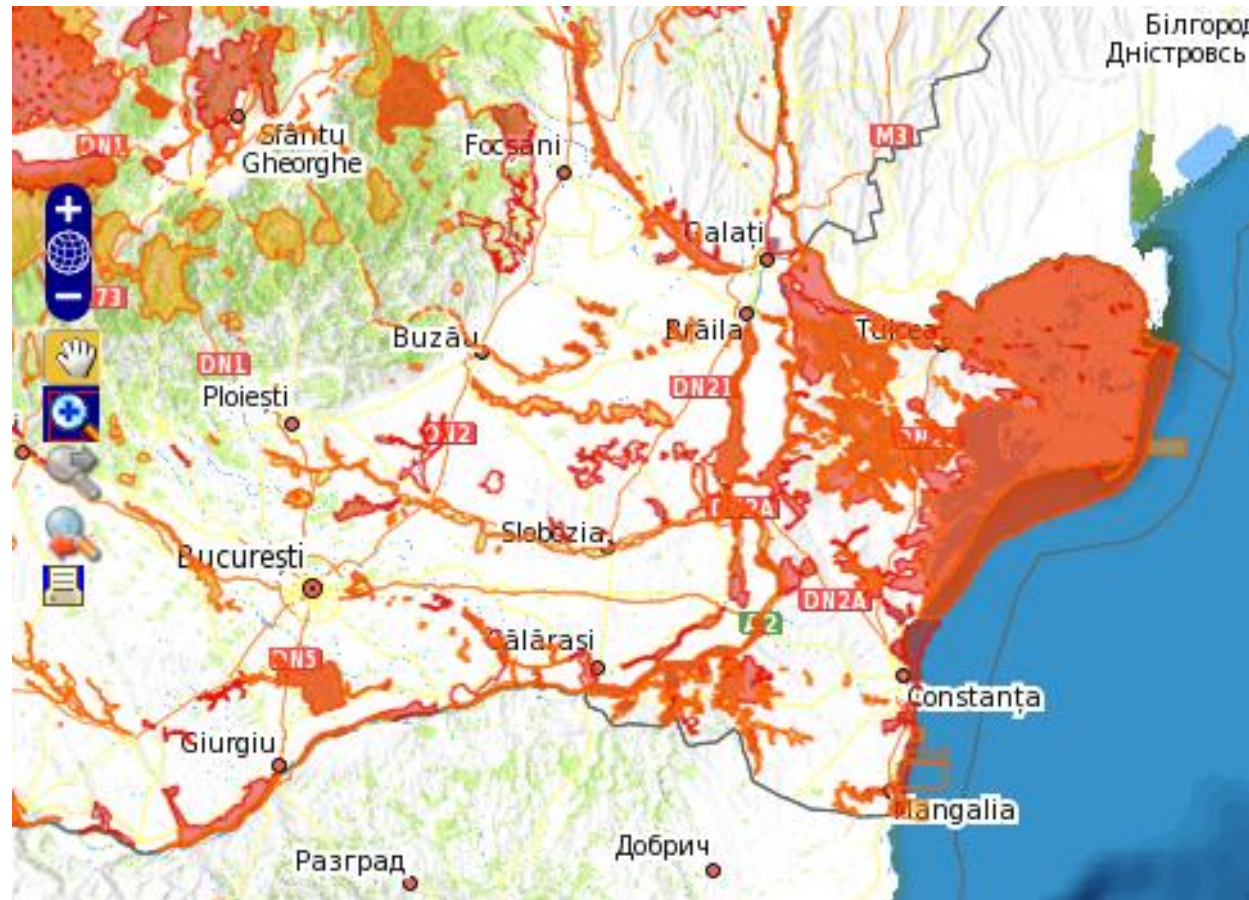 Білгород
Дністровсь
M3
DN1
Sfântu
Gheorghe
Focșani
Galați
73
Brăila
Tulcea
Buzău
DN1
DN21
Ploiești
DN2
DN2A
Slobozia
București
DN2A
A2
Călărași
DN5
Constanța
Giurgiu
Mangalia
Добрич
Разград